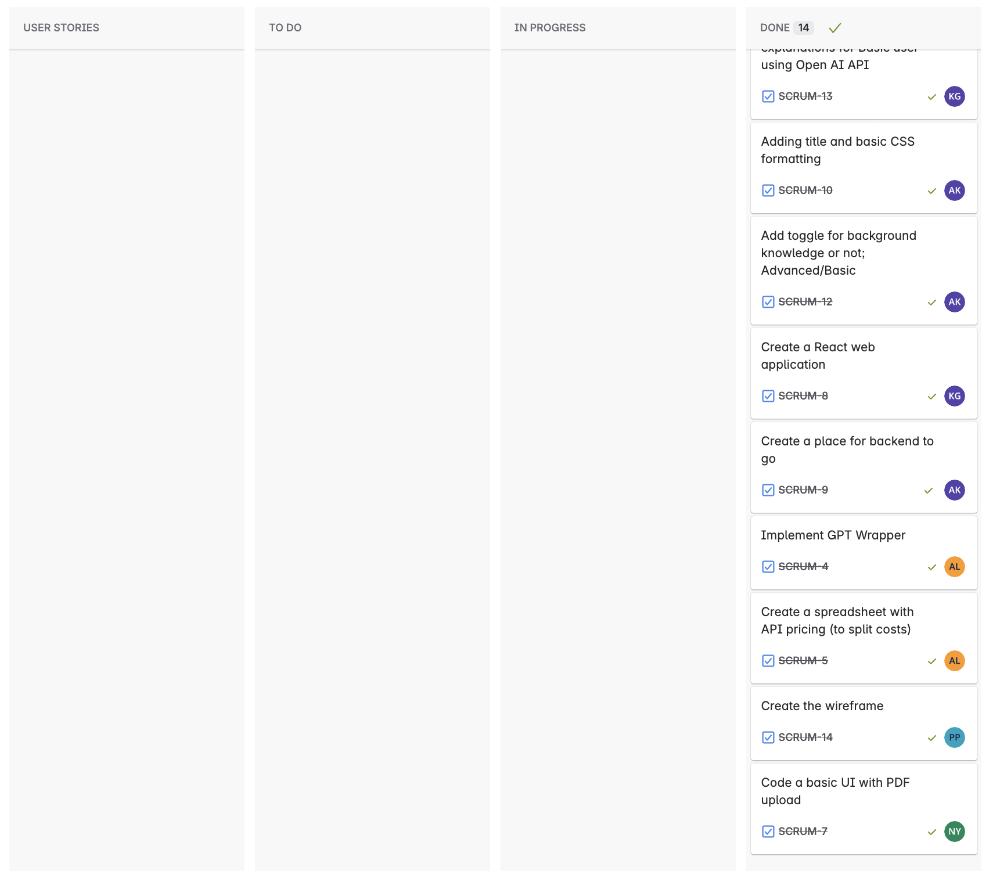 USER STORIES
TO DO
IN PROGRESS
DONE 14
explanations for Basic user
using Open AI API
SCRUM-13
KG
Adding title and basic CSS
formatting
SCRUM-10
AK
Add toggle for background
knowledge or not;
Advanced/Basic
SCRUM-12
AK
Create a React web
application
SCRUM-8
KG
Create a place for backend to
go
SCRUM-9
AK
Implement GPT Wrapper
SCRUM-4
AL
Create a spreadsheet with
API pricing (to split costs)
SCRUM-5
AL
Create the wireframe
SCRUM-14
PP
Code a basic UI with PDF
upload
SCRUM-7
NY